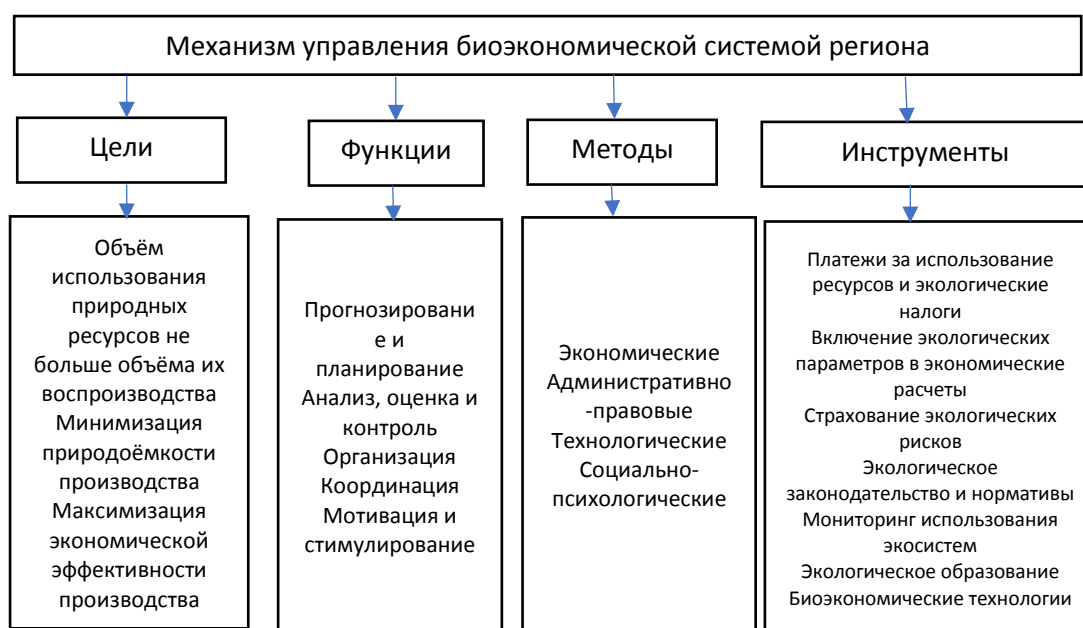 Механизм управления биоэкономической системой региона
Цели
Функции
Методы
Инструменты
Объём
использования
природных
ресурсов не
больше объёма их
воспроизводства
Минимизация
природоёмкости
производства
Максимизация
экономической
эффективности
производства
Прогнозировани
е и
планирование
Анализ, оценка и
контроль
Организация
Координация
Мотивация и
стимулирование
Экономические
Административно
-правовые
Технологические
Социально-
психологические
Платежи за использование
ресурсов и экологические
налоги
Включение экологических
параметров в экономические
расчеты
Страхование экологических
рисков
Экологическое
законодательство и нормативы
Мониторинг использования
экосистем
Экологическое образование
Биоэкономические технологии